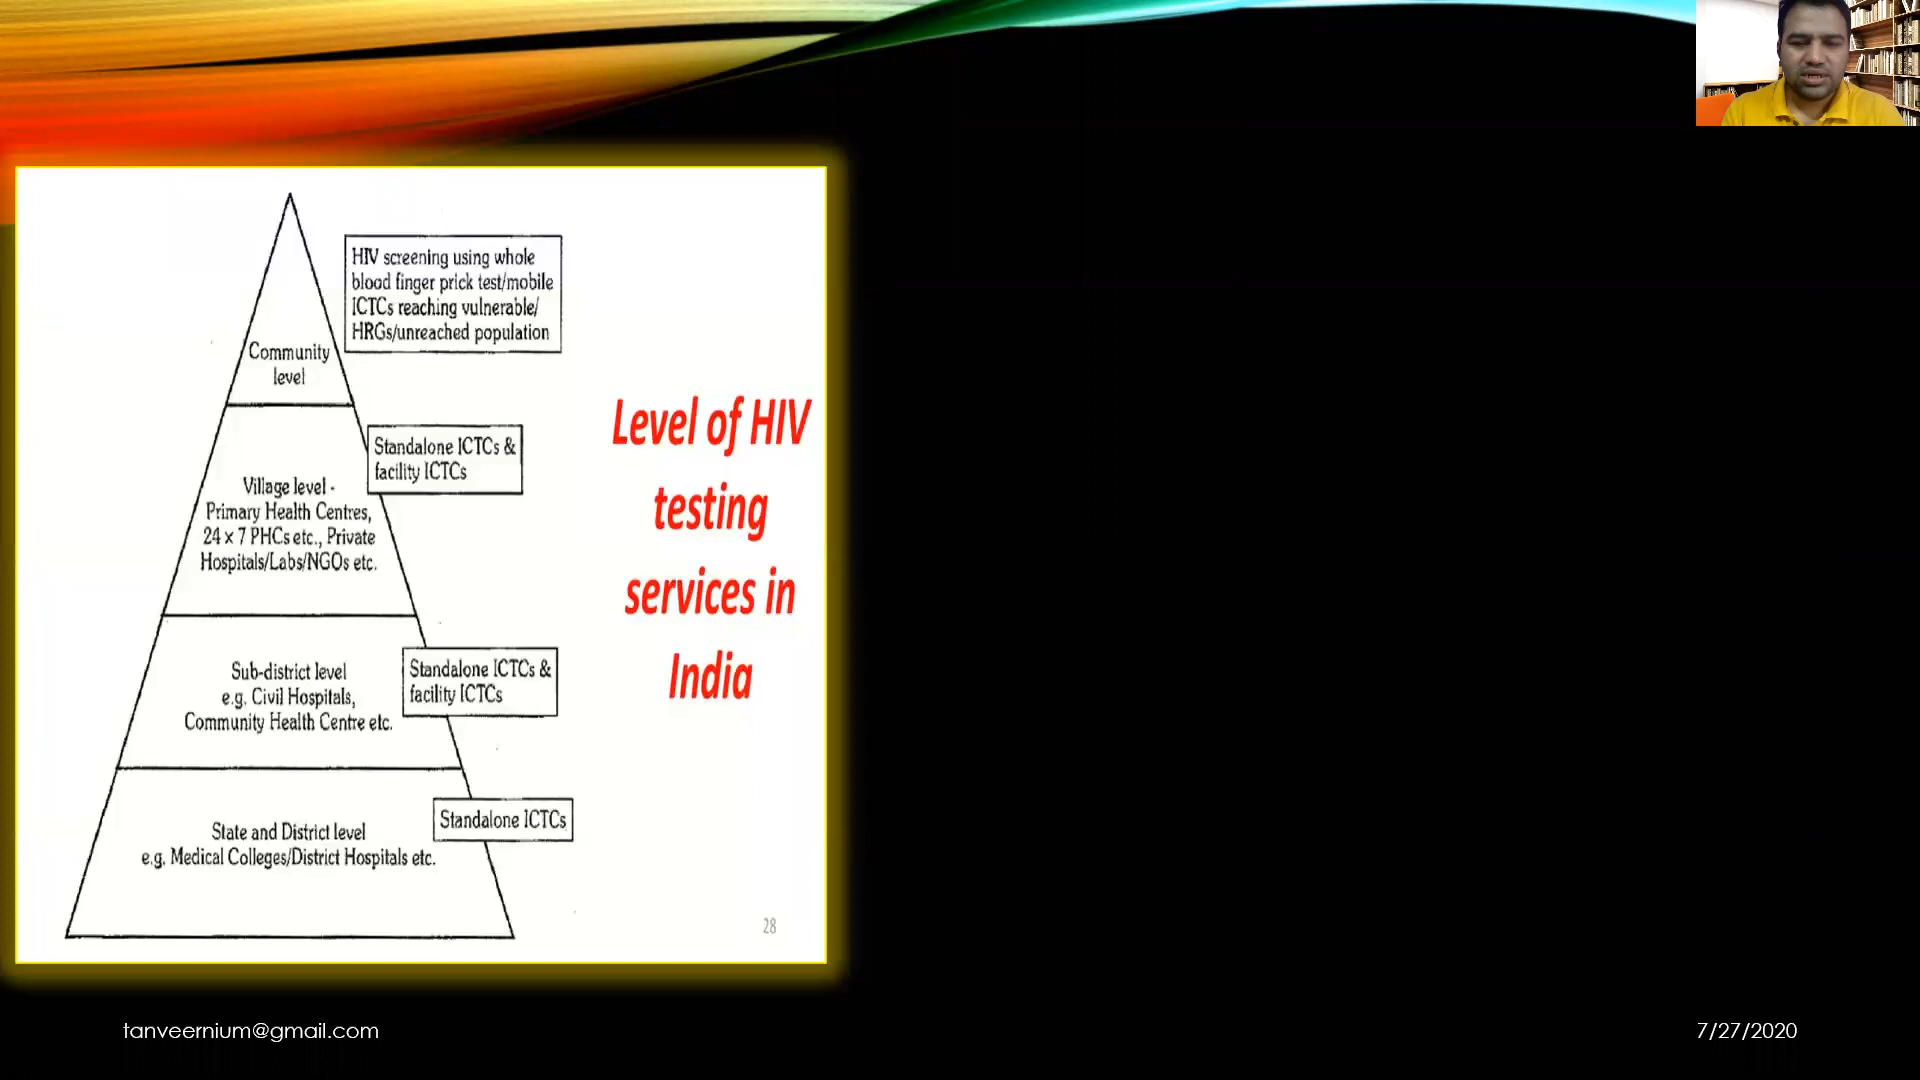 HIV screening using whole
blood finger prick test/mobile
ICTCs reaching vulnerable/
HRGs/unreached population
Community
level
Standalone ICTCs &
facility ICTCs
Village level -
Primary Health Centres,
24 × 7 PHCs etc., Private
Hospitals/Labs/NGOs etc.
Sub-district level
e.g. Civil Hospitals,
Community Health Centre etc.
Standalone ICTCs &
facility ICTCs
State and District level
e.g. Medical Colleges/District Hospitals etc.
Standalone ICTCs
Level of HIV
testing
services in
India
28
tanveernium@gmail.com
7/27/2020